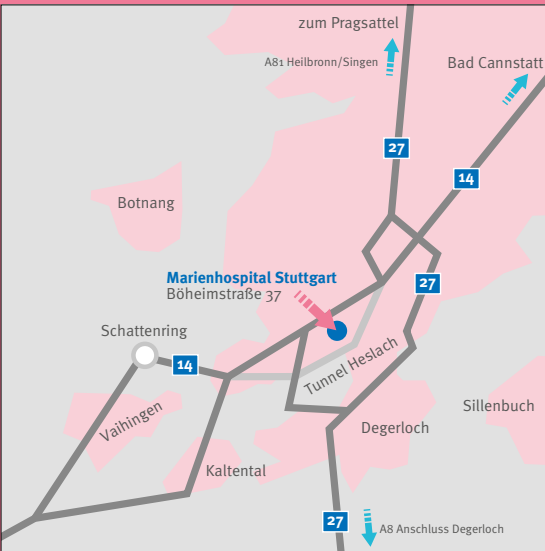 zum Pragsattel
A81 Heilbronn/Singen
Bad Cannstatt
27
14
Botnang
Marienhospital Stuttgart
Böheimstraße 37
27
Schattenring
14
Tunnel Heslach
Vaihingen
Sillenbuch
Degerloch
Kaltental
27
A8 Anschluss Degerloch